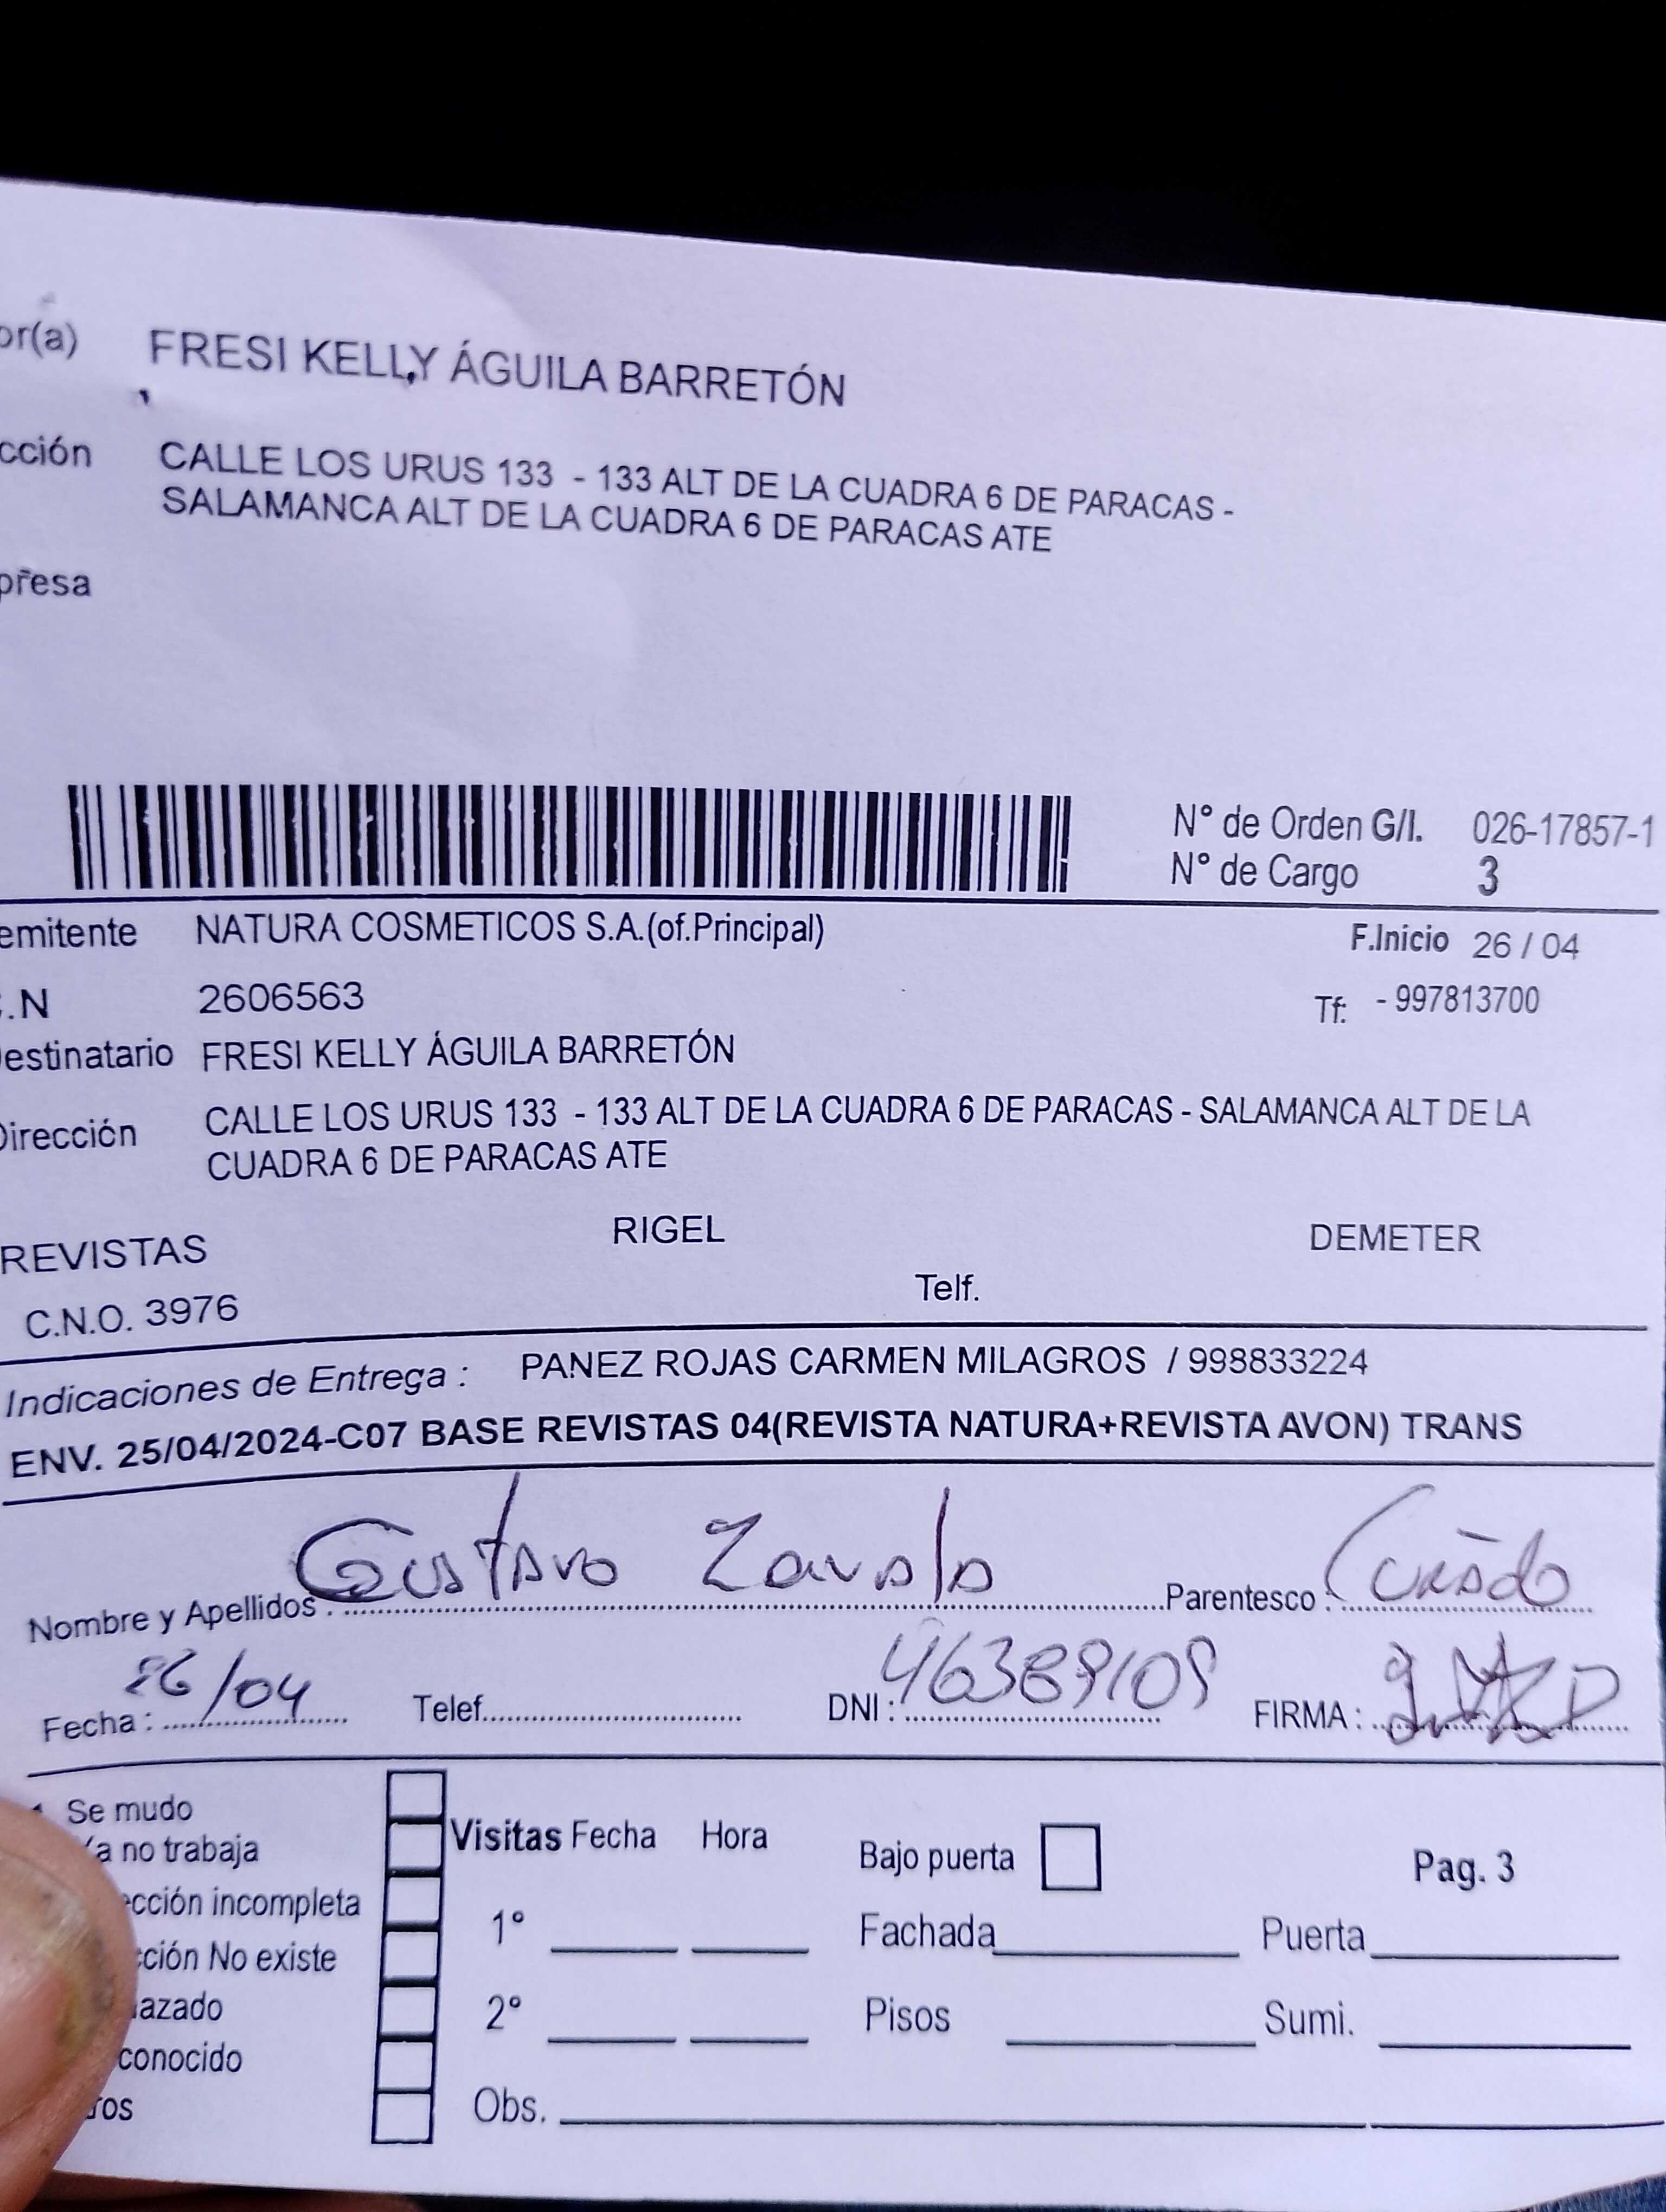 or(a) FRESI KELLY ÁGUILA BARRETÓN
cción CALLE LOS URUS 133 - 133 ALT DE LA CUADRA 6 DE PARACAS -
SALAMANCA ALT DE LA CUADRA 6 DE PARACAS ATE
presa
N° de Orden G/I. 026-17857-1
N° de Cargo 3
emitente NATURA COSMETICOS S.A.(of.Principal) F.Inicio 26 / 04
.N 2606563 Tf: - 997813700
estinatario FRESI KELLY ÁGUILA BARRETÓN
Dirección CALLE LOS URUS 133 - 133 ALT DE LA CUADRA 6 DE PARACAS - SALAMANCA ALT DE LA
CUADRA 6 DE PARACAS ATE
REVISTAS RIGEL DEMETER
C.N.O. 3976 Telf.
Indicaciones de Entrega : PANEZ ROJAS CARMEN MILAGROS / 998833224
ENV. 25/04/2024-C07 BASE REVISTAS 04(REVISTA NATURA+REVISTA AVON) TRANS
Nombre y Apellidos : Gustavo Zavala Parentesco :
Fecha : 26/04 Telef. DNI : 46389109 FIRMA :
Se mudo
Ya no trabaja Visitas Fecha Hora Bajo puerta Pag. 3
ección incompleta 1° Fachada Puerta
cción No existe
hazado 2° Pisos Sumi.
conocido
ros Obs.